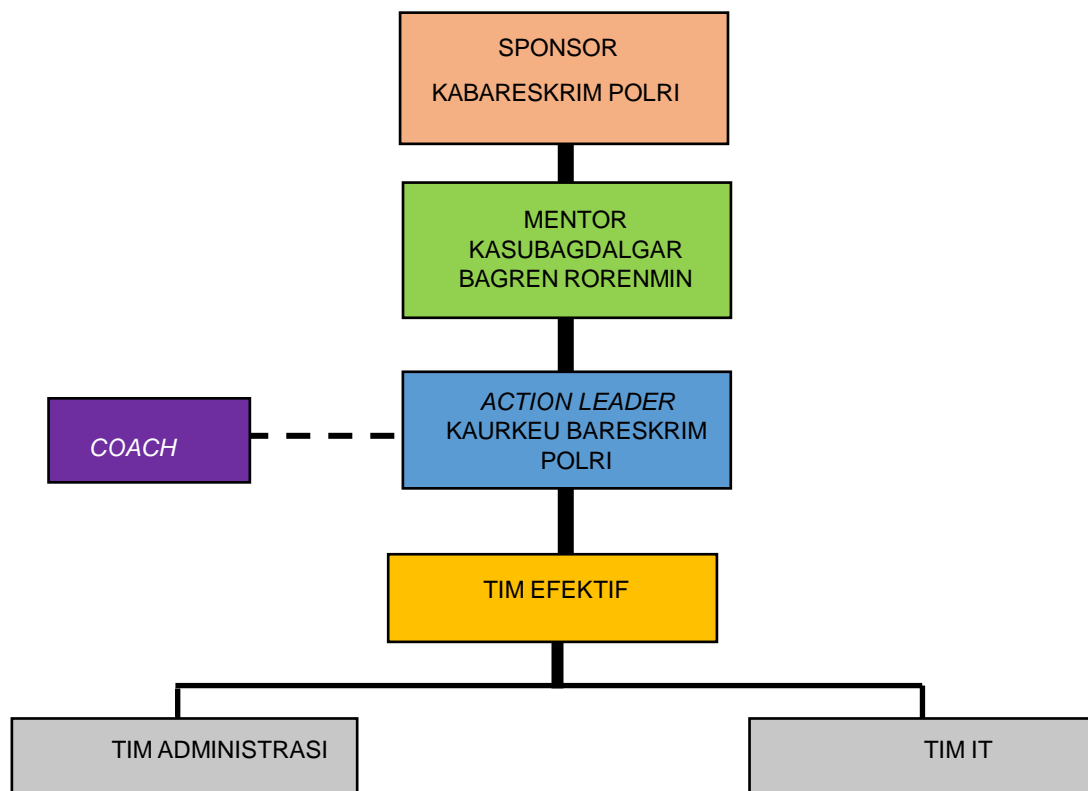 SPONSOR
KABARESKRIM POLRI
MENTOR
KASUBAGDALGAR
BAGREN RORENMIN
ACTION LEADER
KAURKEU BARESKRIM
POLRI
COACH
TIM EFEKTIF
TIM ADMINISTRASI
TIM IT